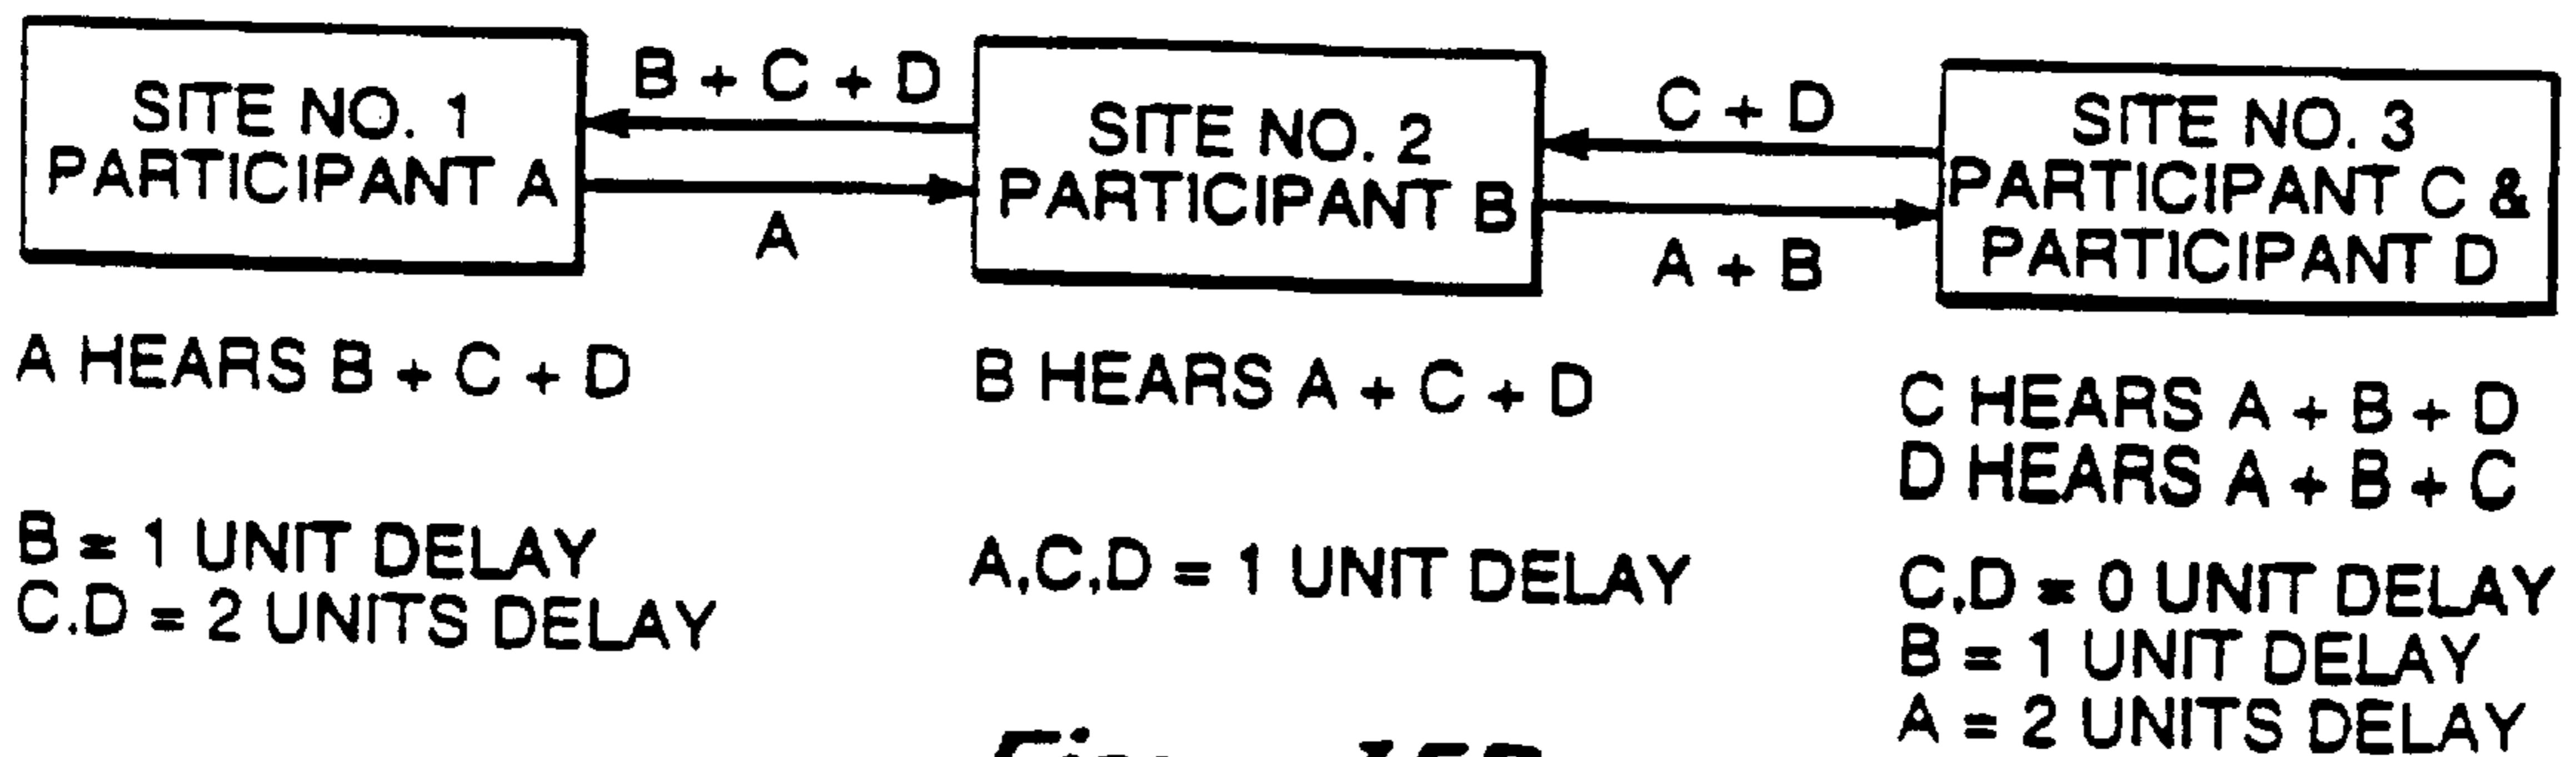 SITE NO. 1
PARTICIPANT A
B + C + D
A
SITE NO. 2
PARTICIPANT B
C + D
A + B
SITE NO. 3
PARTICIPANT C &
PARTICIPANT D
A HEARS B + C + D
B = 1 UNIT DELAY
C,D = 2 UNITS DELAY
B HEARS A + C + D
A,C,D = 1 UNIT DELAY
C HEARS A + B + D
D HEARS A + B + C
C,D = 0 UNIT DELAY
B = 1 UNIT DELAY
A = 2 UNITS DELAY